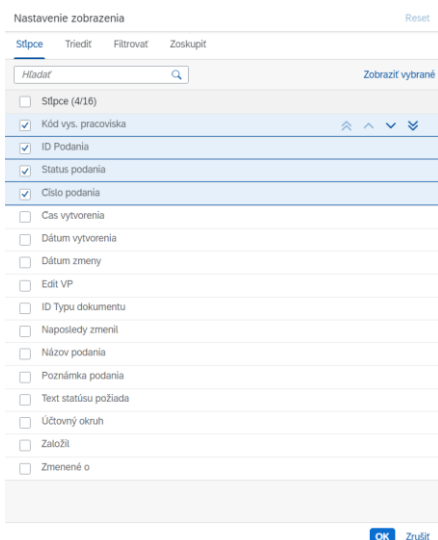 Nastavenie zobrazenia Reset
Stĺpce Triediť Filtrovať Zoskupiť
Hľadať Zobraziť vybrané
Stĺpce (4/16)
Kód vys. pracoviska
ID Podania
Status podania
Číslo podania
Čas vytvorenia
Dátum vytvorenia
Dátum zmeny
Edit VP
ID Typu dokumentu
Naposledy zmenil
Názov podania
Poznámka podania
Text statúsu požiada
Účtovný okruh
Založil
Zmenené o
OK Zrušiť